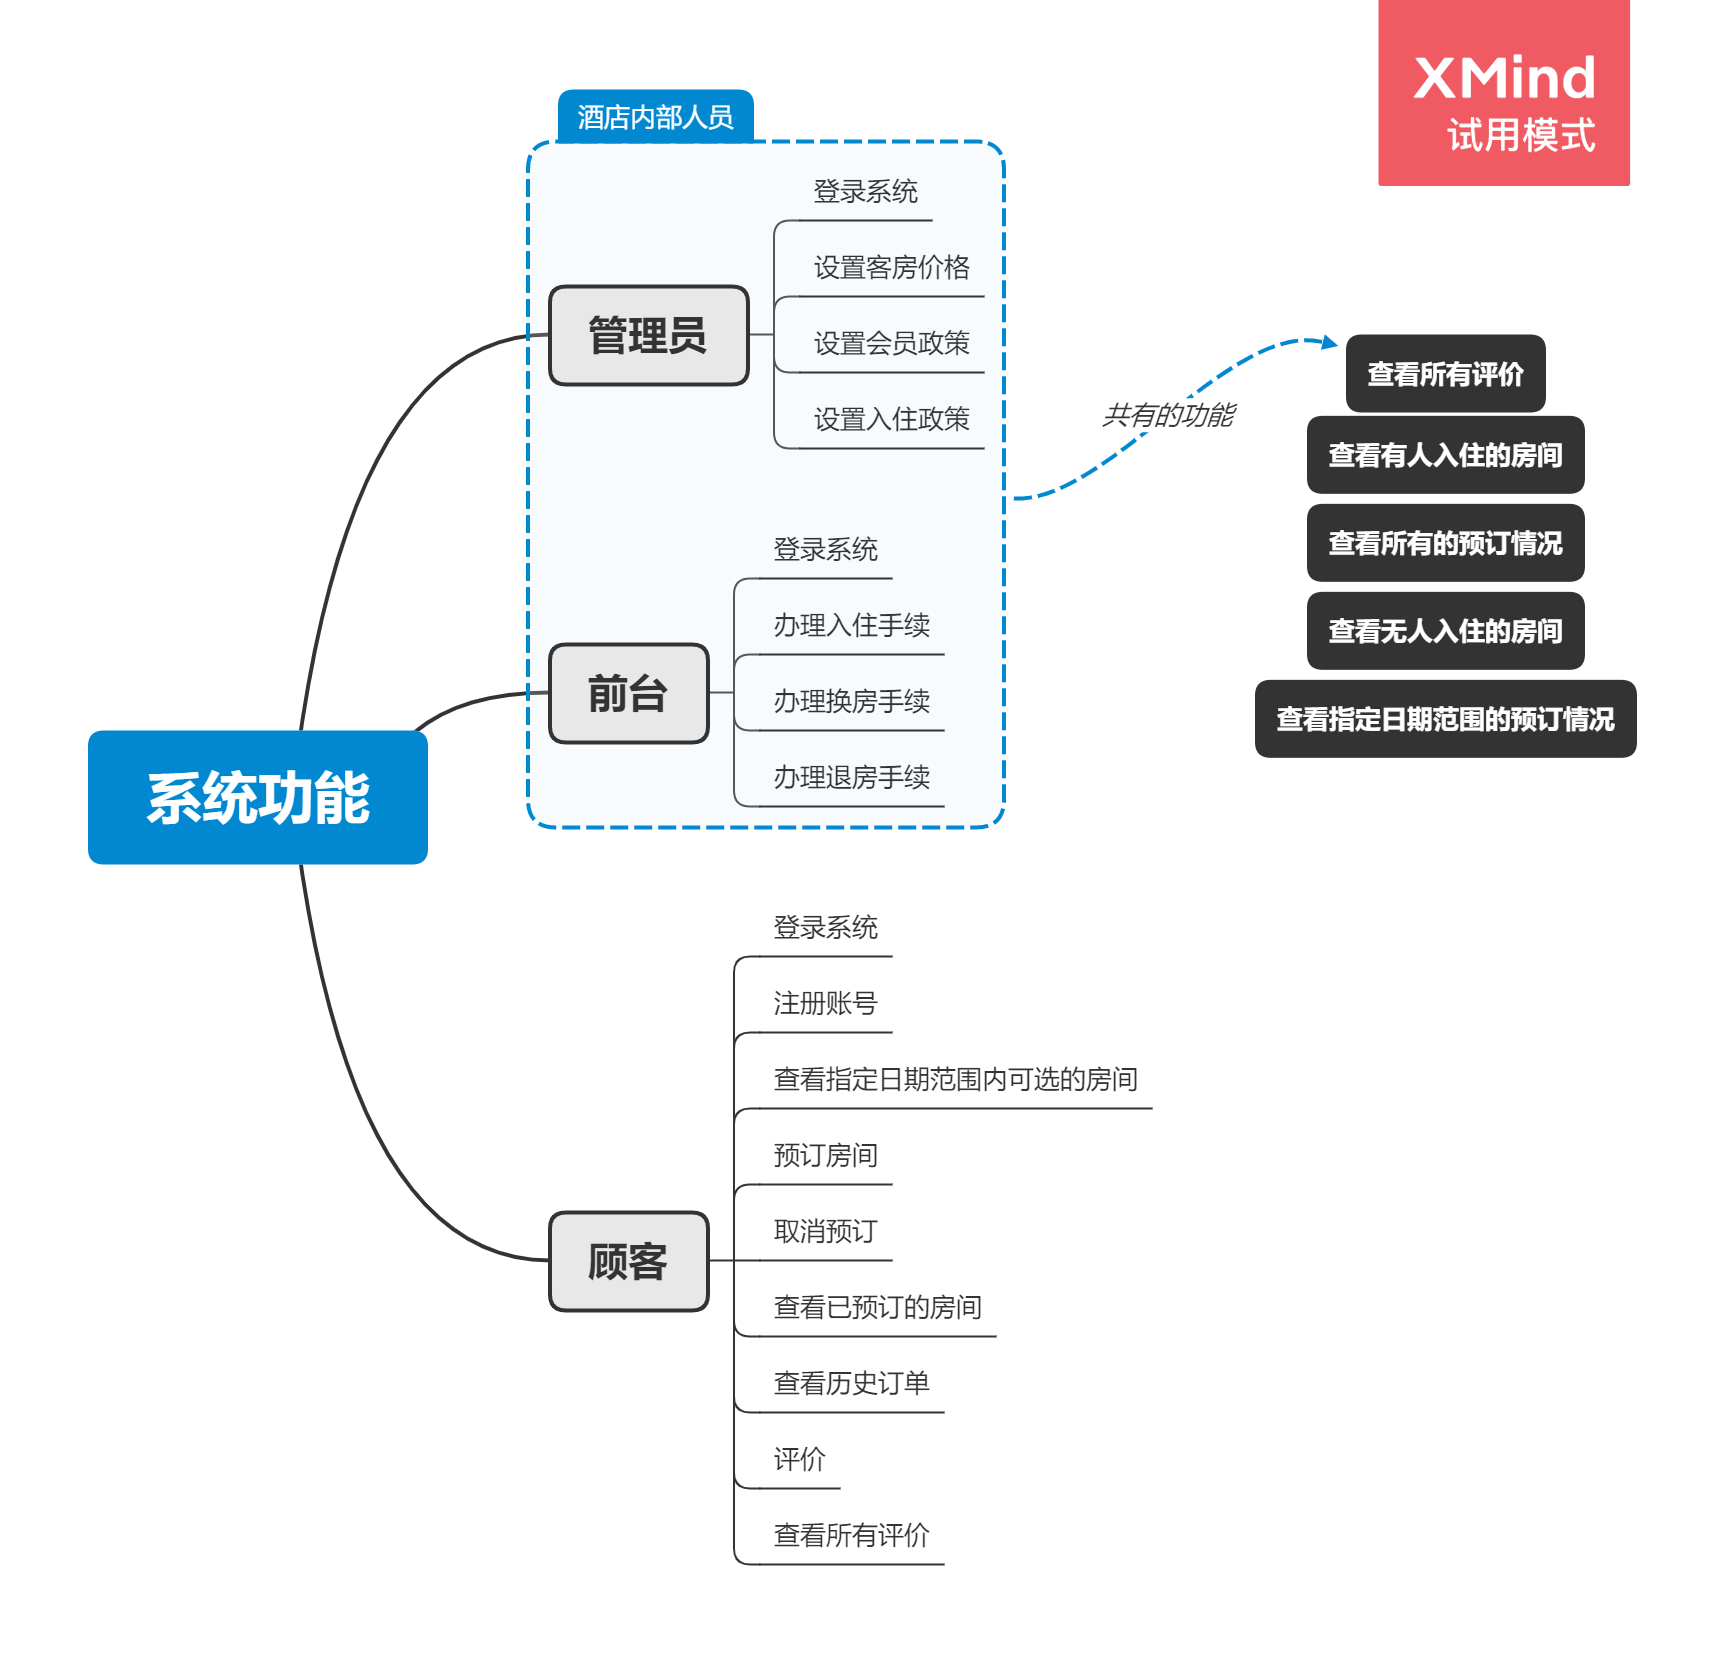 XMind
试用模式
酒店内部人员
登录系统
设置客房价格
管理员
设置会员政策
设置入住政策
共有的功能
查看所有评价
查看有人入住的房间
查看所有的预订情况
查看无人入住的房间
查看指定日期范围的预订情况
登录系统
办理入住手续
前台
办理换房手续
办理退房手续
系统功能
登录系统
注册账号
查看指定日期范围内可选的房间
预订房间
取消预订
顾客
查看已预订的房间
查看历史订单
评价
查看所有评价